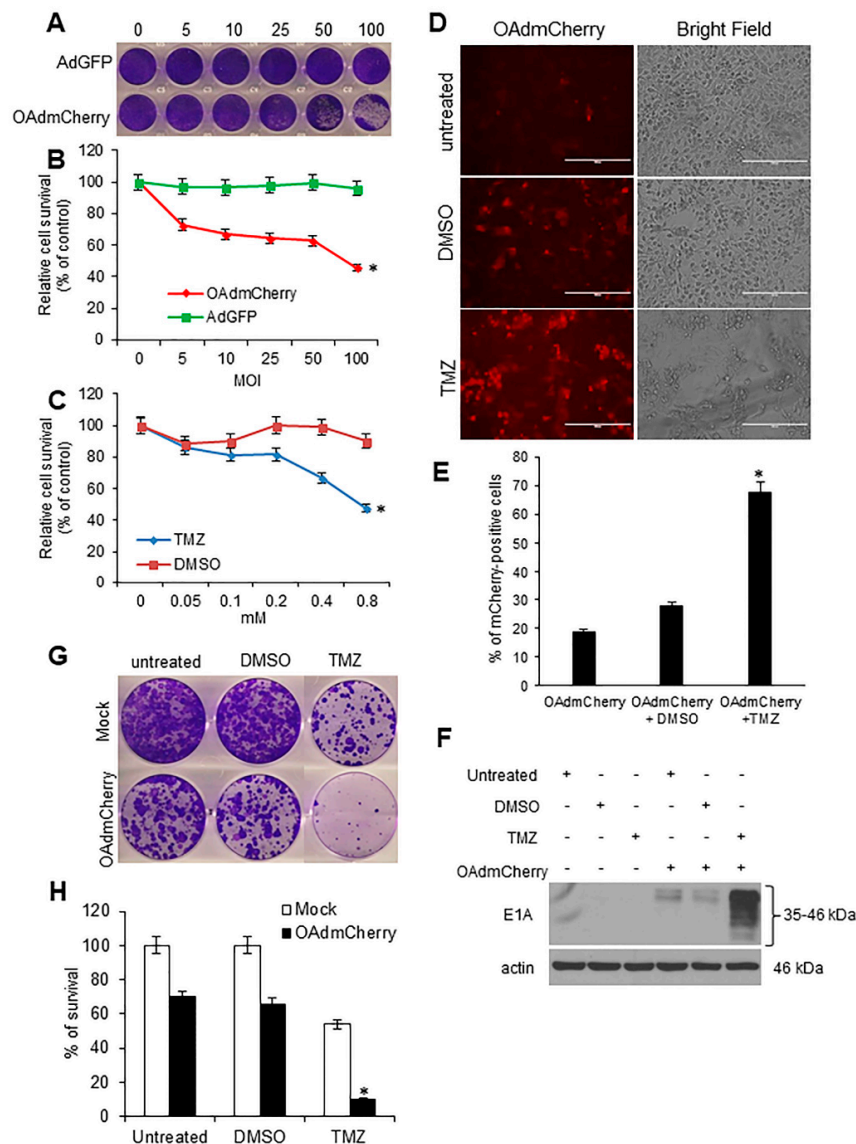 A
0 5 10 25 50 100
AdGFP
OAdmCherry
B
Relative cell survival
(% of control)
120
100
80
60
40
20
0
*
OAdmCherry
AdGFP
0 5 10 25 50 100
MOI
C
Relative cell survival
(% of control)
120
100
80
60
40
20
0
*
TMZ
DMSO
0 0.05 0.1 0.2 0.4 0.8
mM
D
OAdmCherry Bright Field
untreated
DMSO
TMZ
E
% of mCherry-positive cells
80
70
60
50
40
30
20
10
0
*
OAdmCherry OAdmCherry OAdmCherry
+ DMSO +TMZ
G
untreated DMSO TMZ
Mock
OAdmCherry
F
Untreated + - - + - -
DMSO - + - - + -
TMZ - - + - - +
OAdmCherry - - - + + +
E1A 35-46 kDa
actin 46 kDa
H
% of survival
120
100
80
60
40
20
0
Mock
OAdmCherry
*
Untreated DMSO TMZ